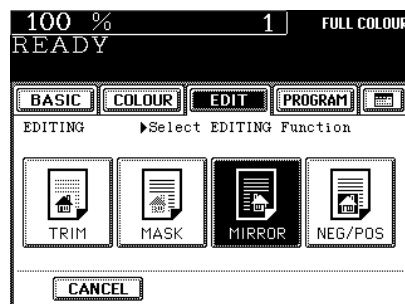 100 % 1 FULL COLOUR
READY
BASIC COLOUR EDIT PROGRAM
EDITING ▶Select EDITING Function
TRIM MASK MIRROR NEG/POS
CANCEL